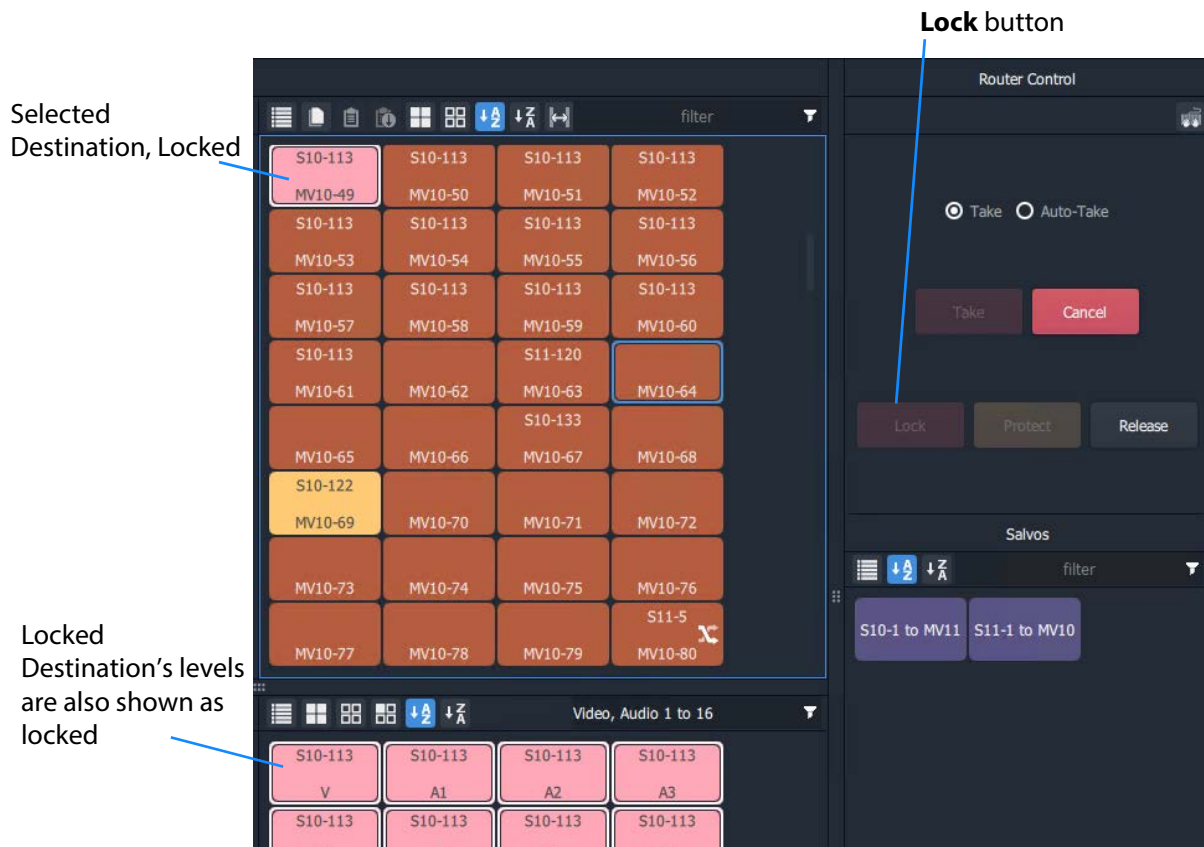 Lock button
Router Control
Selected
Destination, Locked
filter
S10-113 S10-113 S10-113 S10-113
MV10-49 MV10-50 MV10-51 MV10-52
S10-113 S10-113 S10-113 S10-113
MV10-53 MV10-54 MV10-55 MV10-56
S10-113 S10-113 S10-113 S10-113
MV10-57 MV10-58 MV10-59 MV10-60
S10-113 S11-120
MV10-61 MV10-62 MV10-63 MV10-64
S10-133
MV10-65 MV10-66 MV10-67 MV10-68
S10-122
MV10-69 MV10-70 MV10-71 MV10-72
MV10-73 MV10-74 MV10-75 MV10-76
S11-5
MV10-77 MV10-78 MV10-79 MV10-80
Take Auto-Take
Take Cancel
Lock Protect Release
Salvos
filter
S10-1 to MV11 S11-1 to MV10
Locked
Destination's levels
are also shown as
locked
Video, Audio 1 to 16
S10-113 S10-113 S10-113 S10-113
V A1 A2 A3
S10-113 S10-113 S10-113 S10-113